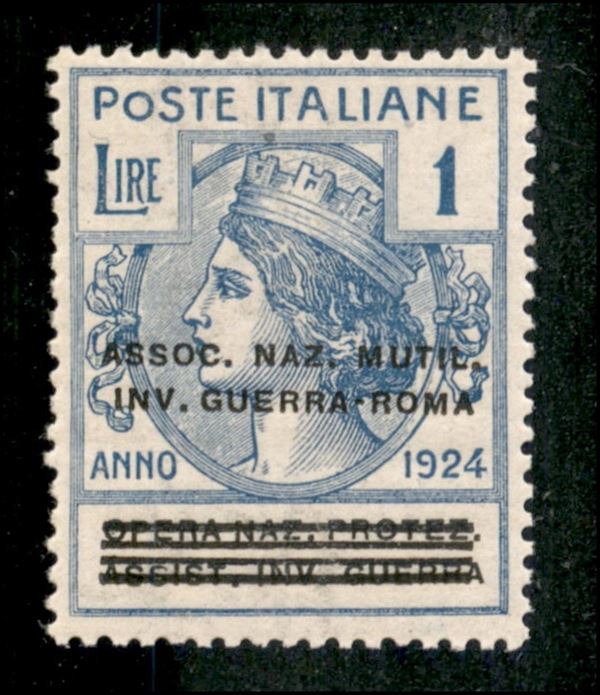 POSTE ITALIANE
LIRE 1
ASSOC. NAZ. MUTIL.
INV. GUERRA-ROMA
ANNO 1924
OPERA NAZ. PROTEZ.
ASSIST. INV. GUERRA